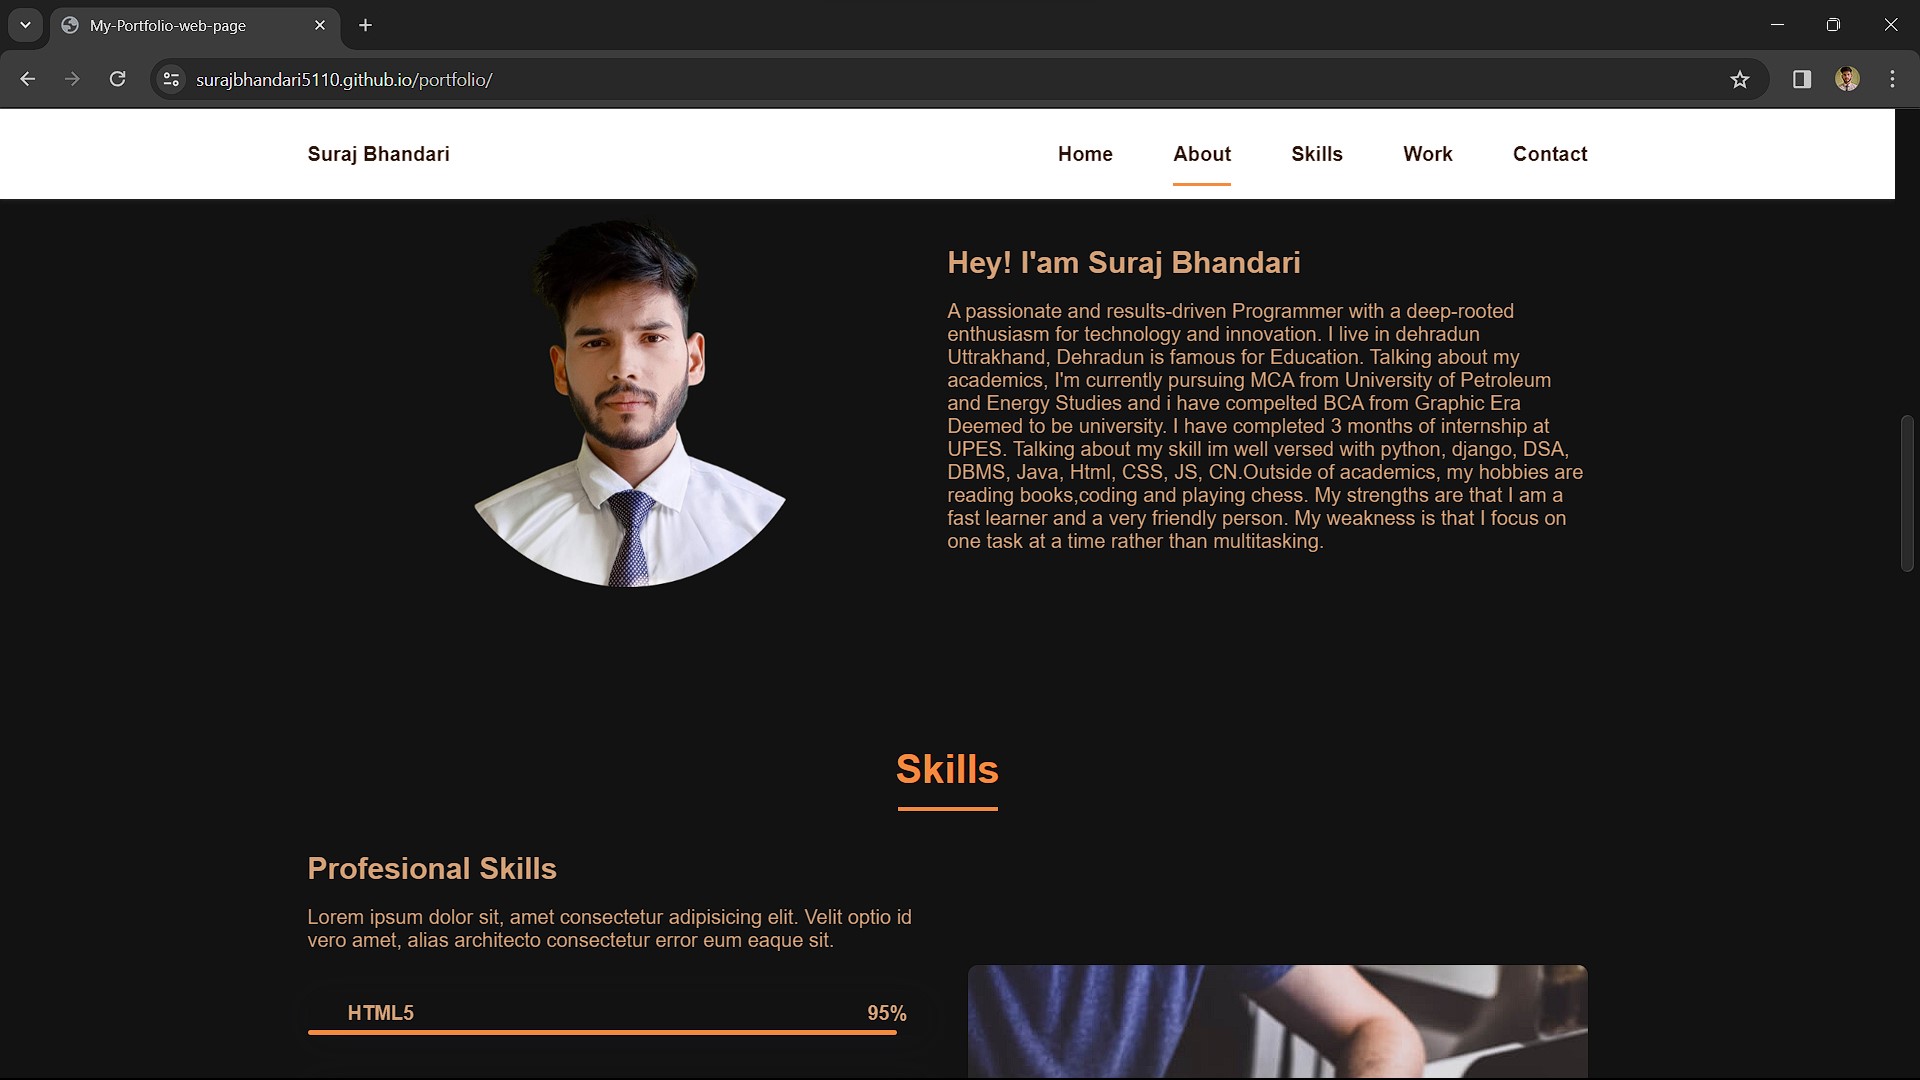 My-Portfolio-web-page
surajbhandari5110.github.io/portfolio/
Suraj Bhandari
Home
About
Skills
Work
Contact
Hey! I'am Suraj Bhandari
A passionate and results-driven Programmer with a deep-rooted
enthusiasm for technology and innovation. I live in dehradun
Uttrakhand, Dehradun is famous for Education. Talking about my
academics, I'm currently pursuing MCA from University of Petroleum
and Energy Studies and i have compelted BCA from Graphic Era
Deemed to be university. I have completed 3 months of internship at
UPES. Talking about my skill im well versed with python, django, DSA,
DBMS, Java, Html, CSS, JS, CN.Outside of academics, my hobbies are
reading books,coding and playing chess. My strengths are that I am a
fast learner and a very friendly person. My weakness is that I focus on
one task at a time rather than multitasking.
Skills
Profesional Skills
Lorem ipsum dolor sit, amet consectetur adipisicing elit. Velit optio id
vero amet, alias architecto consectetur error eum eaque sit.
HTML5 95%